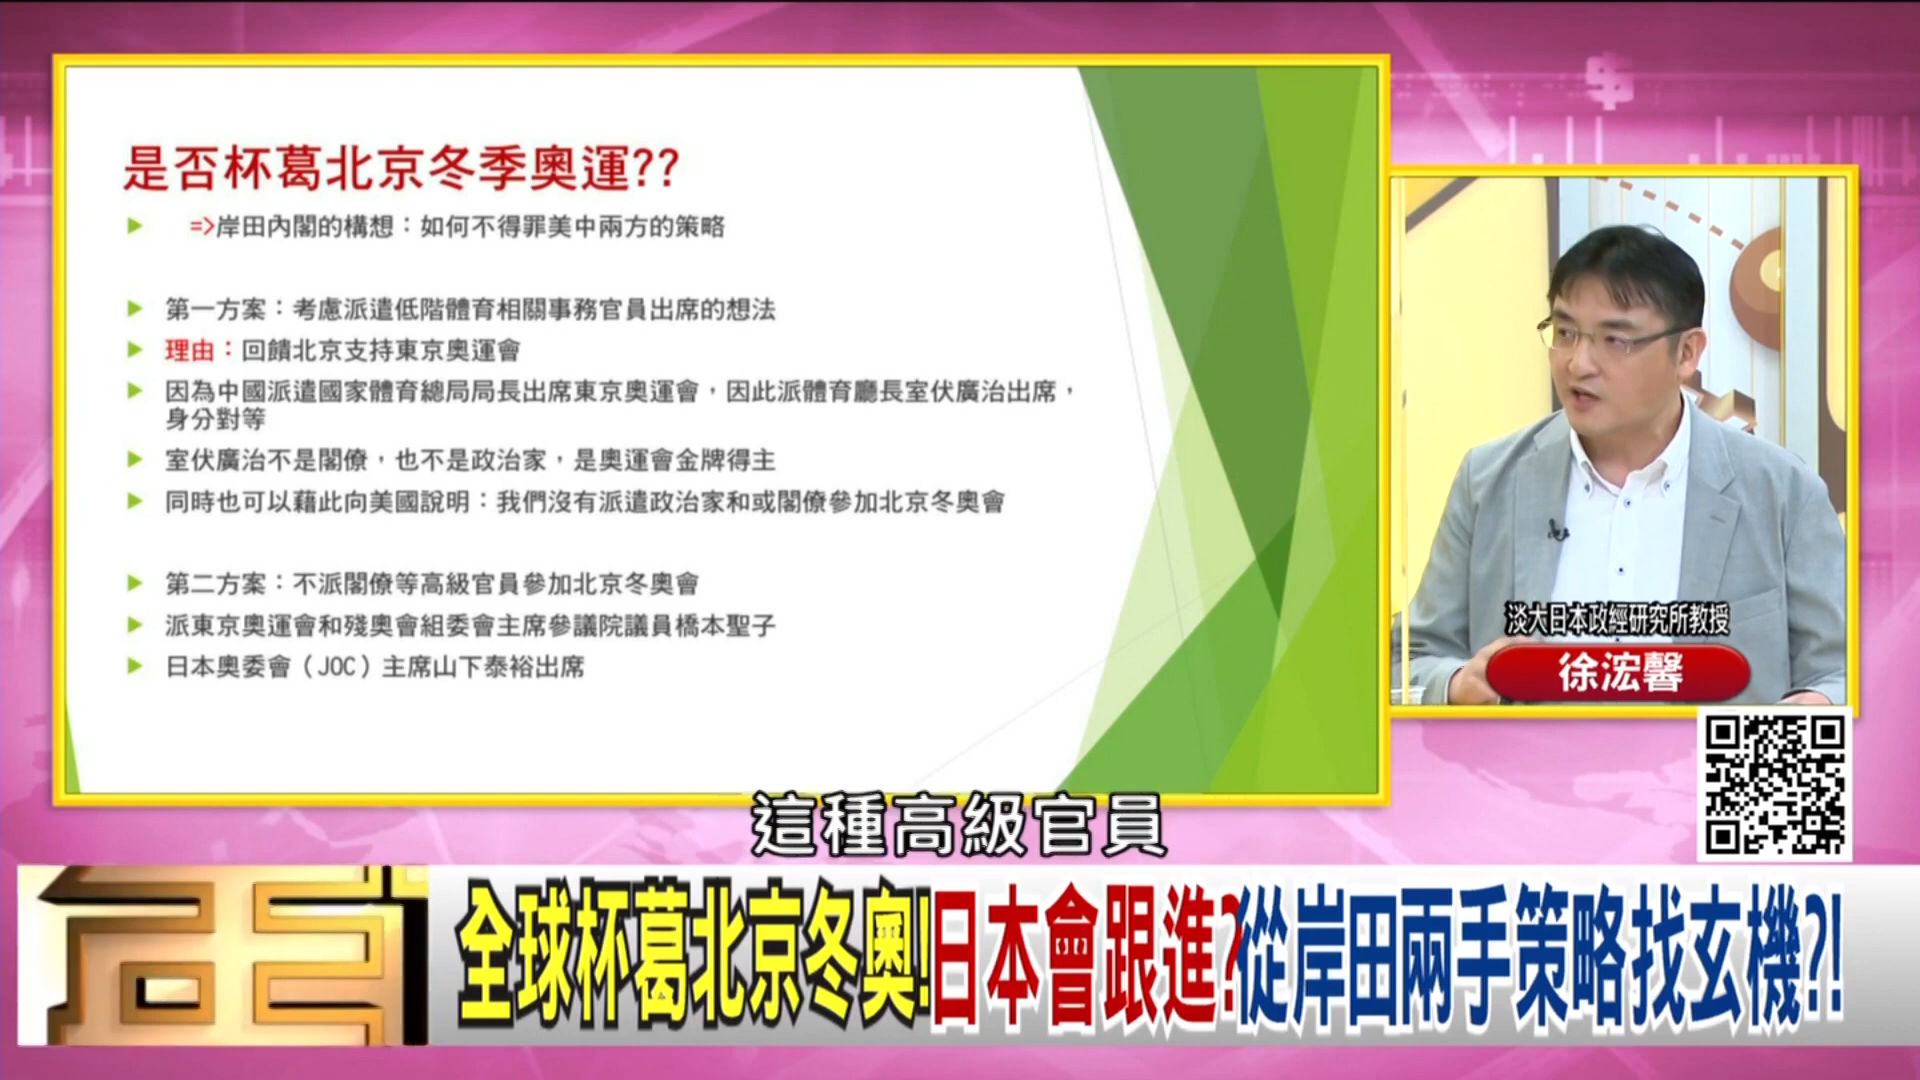 是否杯葛北京冬季奧運??
=>岸田內閣的構想：如何不得罪美中兩方的策略
第一方案：考慮派遣低階體育相關事務官員出席的想法
理由：回饋北京支持東京奧運會
因為中國派遣國家體育總局局長出席東京奧運會，因此派體育廳長室伏廣治出席，
身分對等
室伏廣治不是閣僚，也不是政治家，是奧運會金牌得主
同時也可以藉此向美國說明：我們沒有派遣政治家和或閣僚參加北京冬奧會
第二方案：不派閣僚等高級官員參加北京冬奧會
派東京奧運會和殘奧會組委會主席參議院議員橋本聖子
日本奧委會（JOC）主席山下泰裕出席
淡大日本政經研究所教授
徐浤馨
這種高級官員
全球杯葛北京冬奧!日本會跟進?從岸田兩手策略找玄機?!